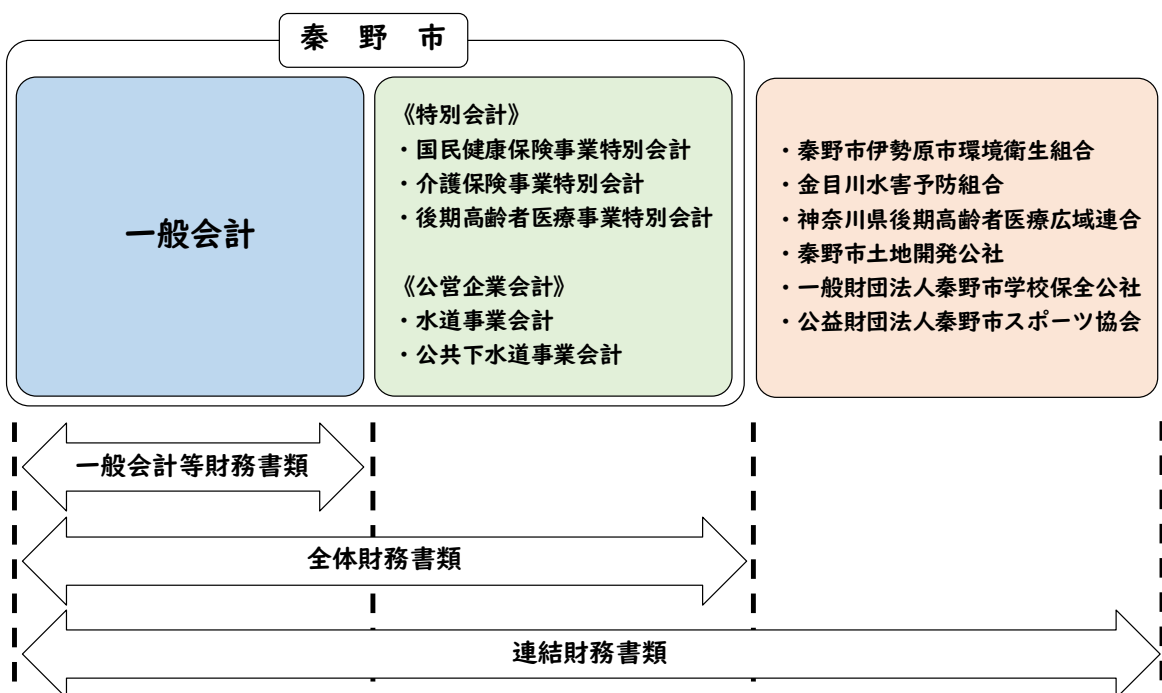 秦　野　市
一般会計
《特別会計》
・国民健康保険事業特別会計
・介護保険事業特別会計
・後期高齢者医療事業特別会計
《公営企業会計》
・水道事業会計
・公共下水道事業会計
・秦野市伊勢原市環境衛生組合
・金目川水害予防組合
・神奈川県後期高齢者医療広域連合
・秦野市土地開発公社
・一般財団法人秦野市学校保全公社
・公益財団法人秦野市スポーツ協会
一般会計等財務書類
全体財務書類
連結財務書類